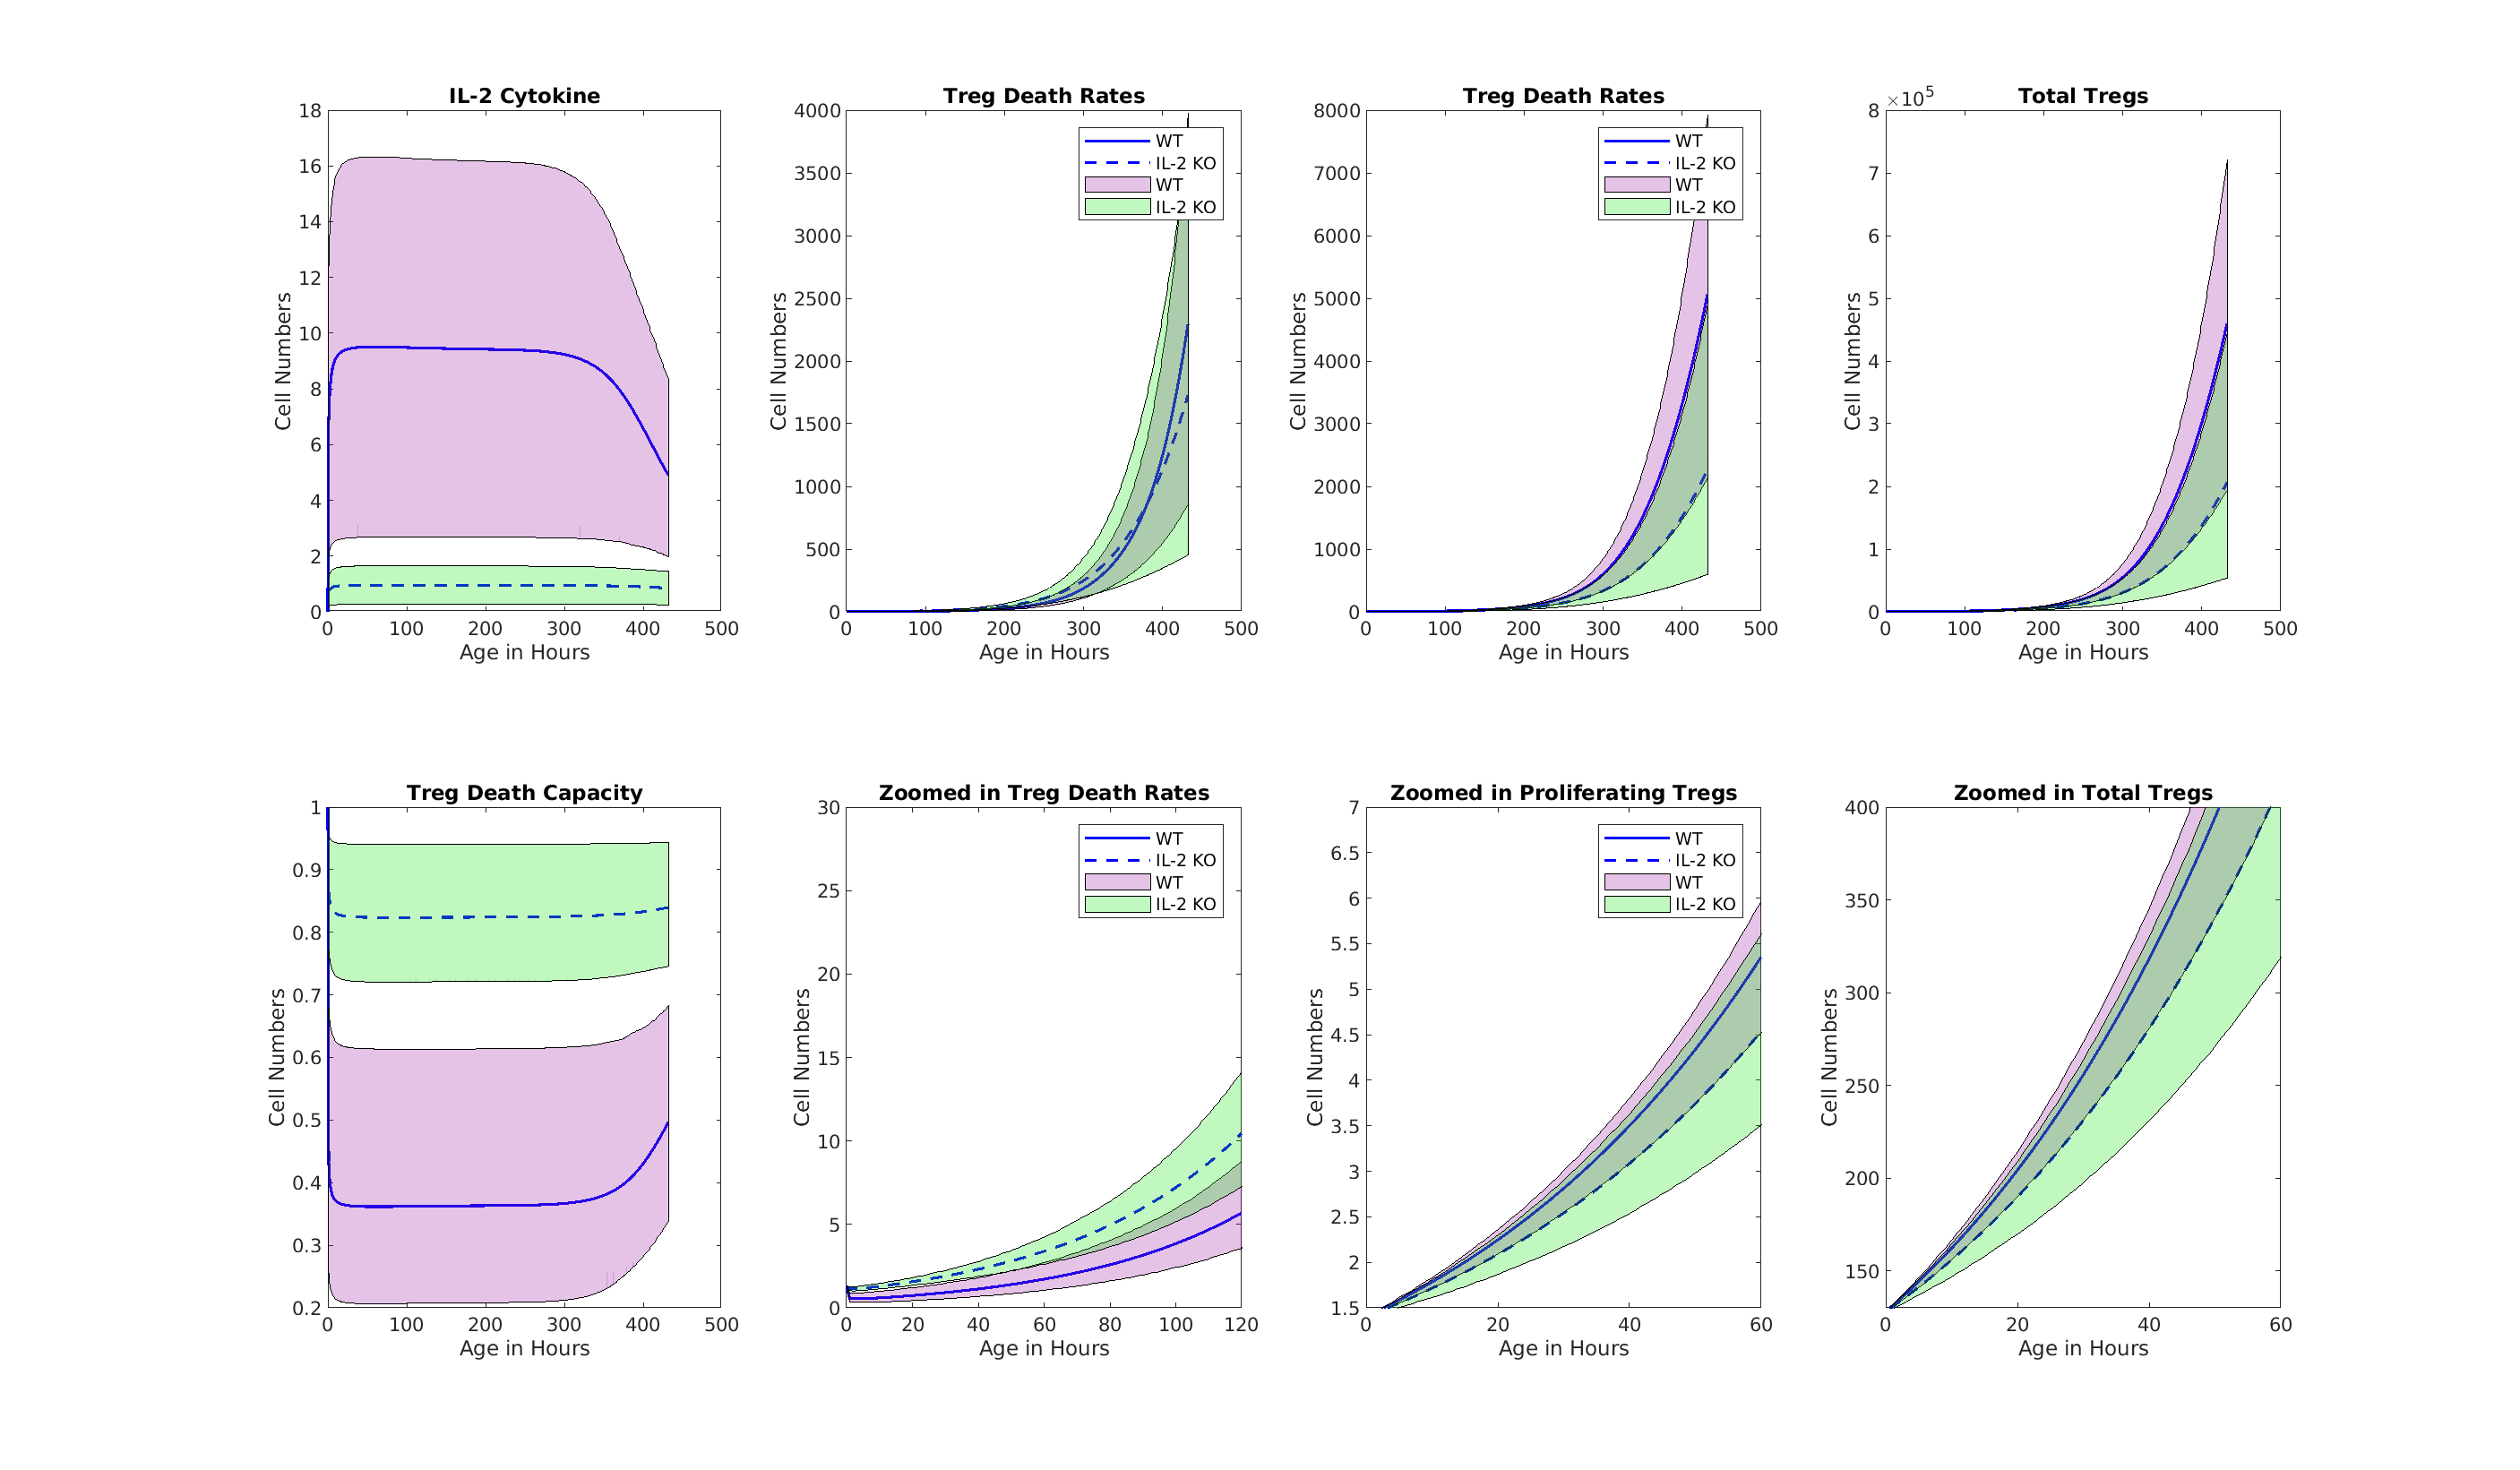 IL-2 Cytokine
18
16
14
12
10
8
6
4
2
0
Cell Numbers
0 100 200 300 400 500
Age in Hours
Treg Death Rates
4000
3500
3000
2500
2000
1500
1000
500
0
Cell Numbers
0 100 200 300 400 500
Age in Hours
WT
IL-2 KO
WT
IL-2 KO
Treg Death Rates
8000
7000
6000
5000
4000
3000
2000
1000
0
Cell Numbers
0 100 200 300 400 500
Age in Hours
WT
IL-2 KO
WT
IL-2 KO
Total Tregs
×10^5
8
7
6
5
4
3
2
1
0
Cell Numbers
0 100 200 300 400 500
Age in Hours
Treg Death Capacity
1
0.9
0.8
0.7
0.6
0.5
0.4
0.3
0.2
Cell Numbers
0 100 200 300 400 500
Age in Hours
Zoomed in Treg Death Rates
30
25
20
15
10
5
0
Cell Numbers
0 20 40 60 80 100 120
Age in Hours
WT
IL-2 KO
WT
IL-2 KO
Zoomed in Proliferating Tregs
7
6.5
6
5.5
5
4.5
4
3.5
3
2.5
2
1.5
Cell Numbers
0 20 40 60
Age in Hours
WT
IL-2 KO
WT
IL-2 KO
Zoomed in Total Tregs
400
350
300
250
200
150
Cell Numbers
0 20 40 60
Age in Hours